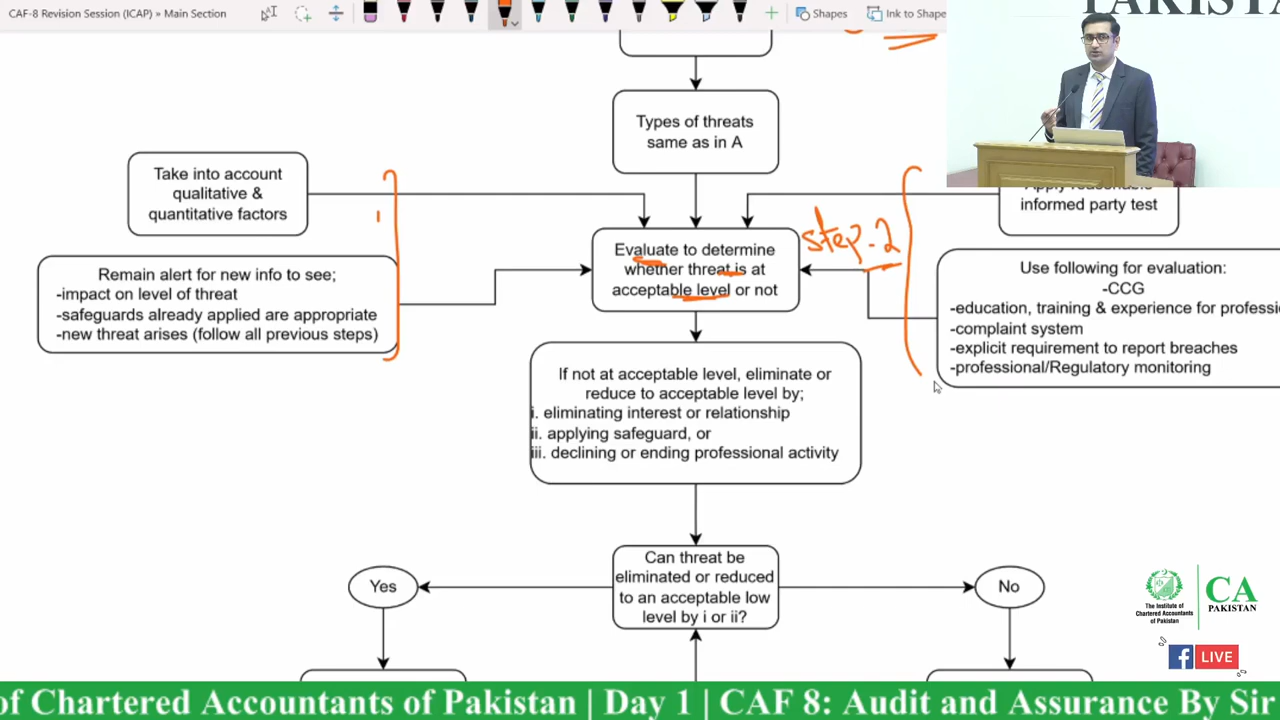 CAF-8 Revision Session (ICAP) » Main Section
Shapes
Ink to Shape
PAKISTA
Types of threats
same as in A
Take into account
qualitative &
quantitative factors
Remain alert for new info to see;
-impact on level of threat
-safeguards already applied are appropriate
-new threat arises (follow all previous steps)
Evaluate to determine
whether threat is at
acceptable level or not
step-2
Apply reasonable
informed party test
Use following for evaluation:
-CCG
-education, training & experience for professi
-complaint system
-explicit requirement to report breaches
-professional/Regulatory monitoring
If not at acceptable level, eliminate or
reduce to acceptable level by;
i. eliminating interest or relationship
ii. applying safeguard, or
iii. declining or ending professional activity
Can threat be
eliminated or reduced
to an acceptable low
level by i or ii?
Yes
No
The Institute of
Chartered Accountants
of Pakistan
CA
PAKISTAN
LIVE
of Chartered Accountants of Pakistan | Day 1 | CAF 8: Audit and Assurance By Sir